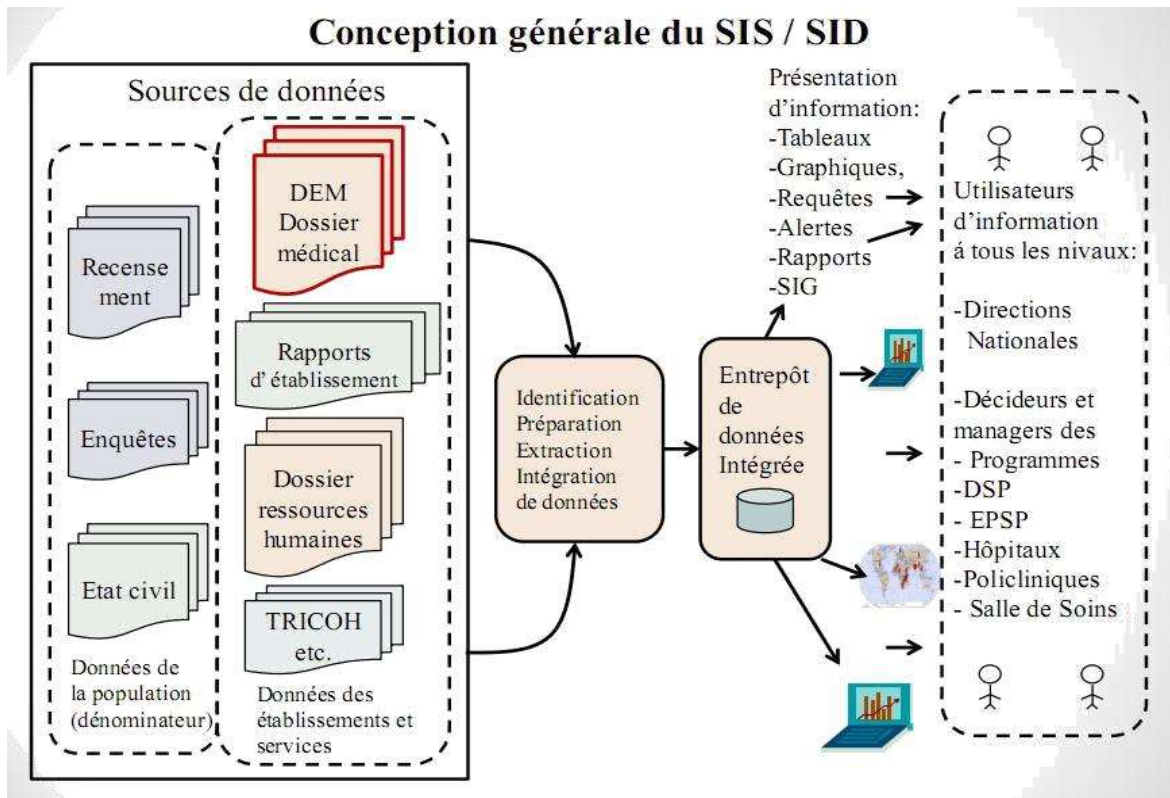 Conception générale du SIS / SID
Sources de données
Recense
ment
Enquêtes
Etat civil
Données de
la population
(dénominateur)
DEM
Dossier
médical
Rapports
d' établissement
Dossier
ressources
humaines
TRICOH
etc.
Données des
établissements et
services
Identification
Préparation
Extraction
Intégration
de données
Entrepôt
de
données
Intégrée
Présentation
d'information:
-Tableaux
-Graphiques,
-Requêtes
-Alertes
-Rapports
-SIG
Utilisateurs
d'information
á tous les nivaux:
-Directions
Nationales
-Décideurs et
managers des
- Programmes
-DSP
- EPSP
-Hôpitaux
-Policliniques
- Salle de Soins